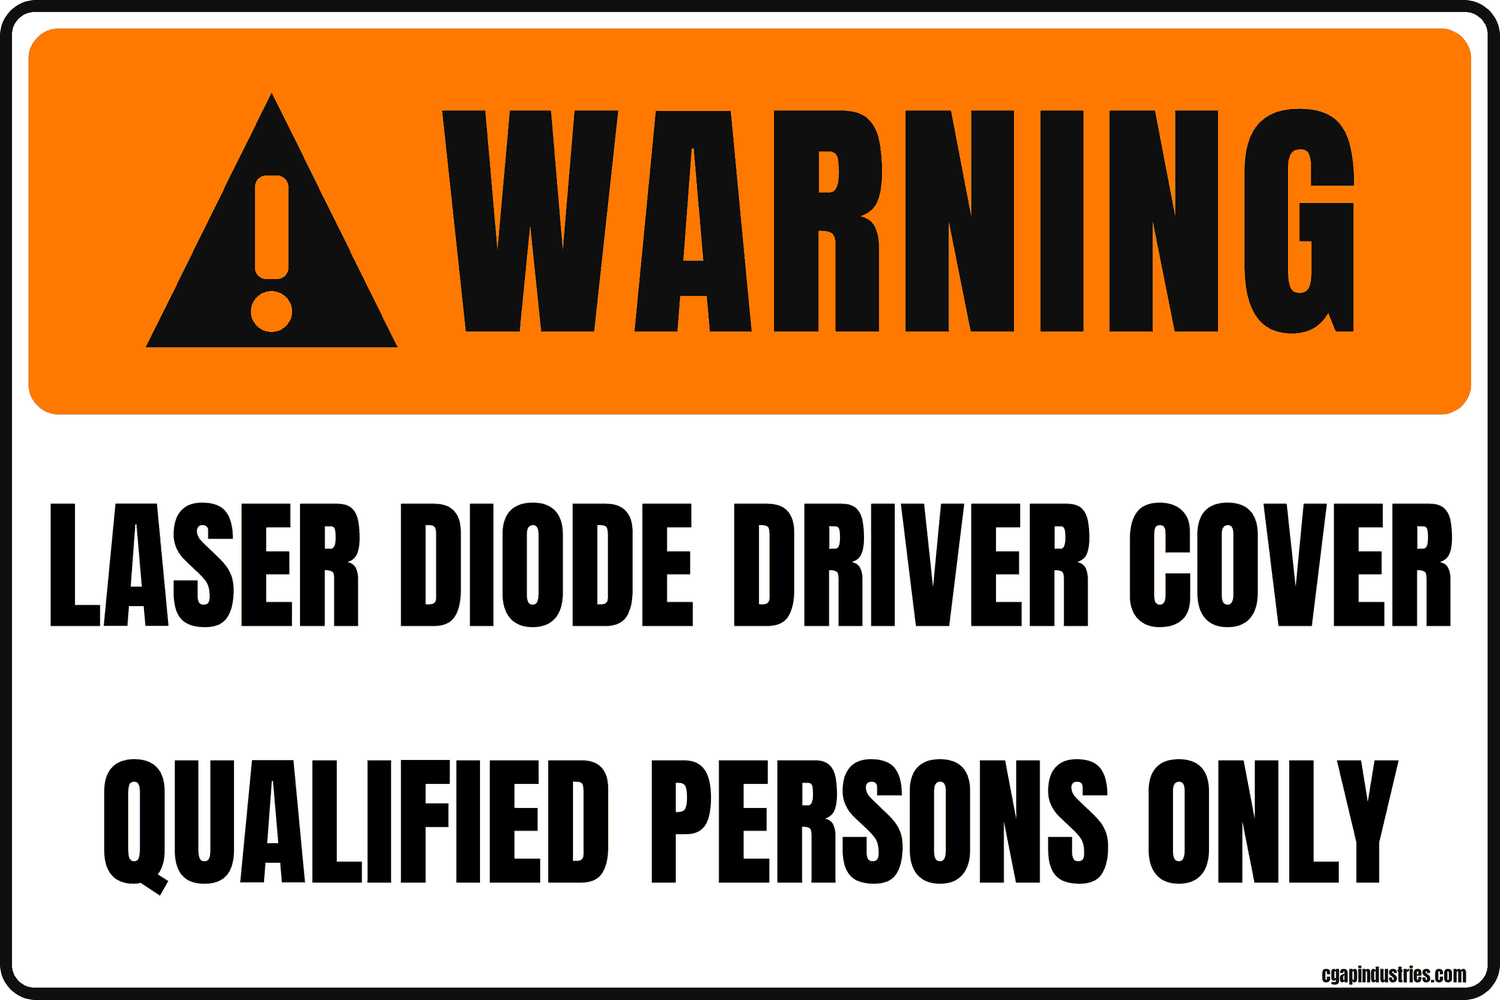 WARNING
LASER DIODE DRIVER COVER
QUALIFIED PERSONS ONLY
cgapindustries.com